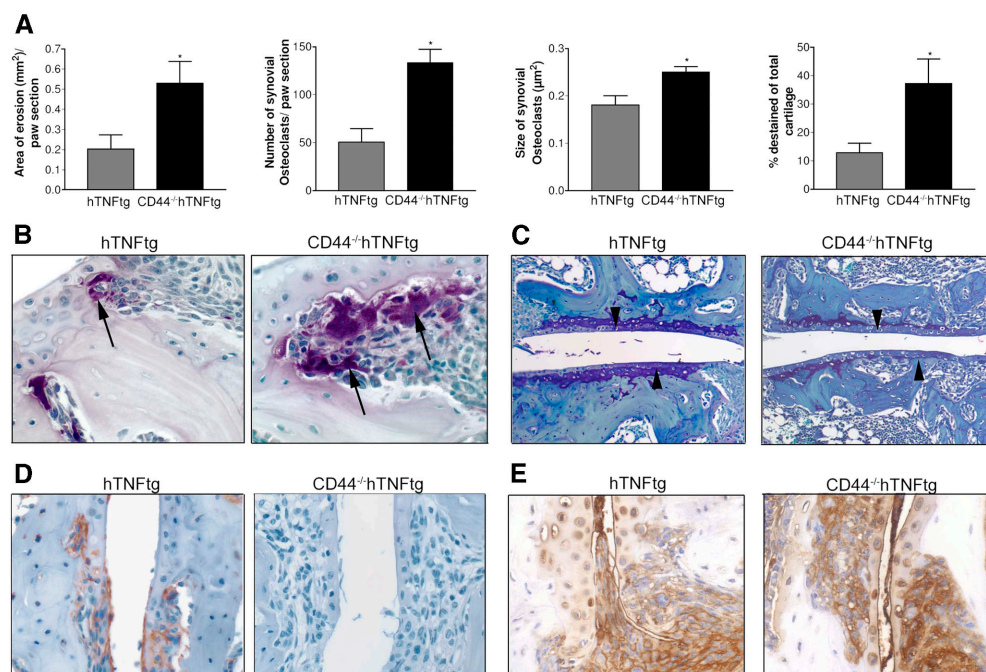 A
Area of erosion (mm²)/
paw section
0.7
0.6
0.5
0.4
0.3
0.2
0.1
0.0
hTNFtg
CD44⁻/⁻hTNFtg
*
Number of synovial
Osteoclasts/ paw section
150
100
50
0
hTNFtg
CD44⁻/⁻hTNFtg
*
Size of synovial
Osteoclasts (µm²)
0.3
0.2
0.1
0.0
hTNFtg
CD44⁻/⁻hTNFtg
*
% destained of total
cartilage
50
40
30
20
10
0
hTNFtg
CD44⁻/⁻hTNFtg
*
B
hTNFtg
CD44⁻/⁻hTNFtg
C
hTNFtg
CD44⁻/⁻hTNFtg
D
hTNFtg
CD44⁻/⁻hTNFtg
E
hTNFtg
CD44⁻/⁻hTNFtg